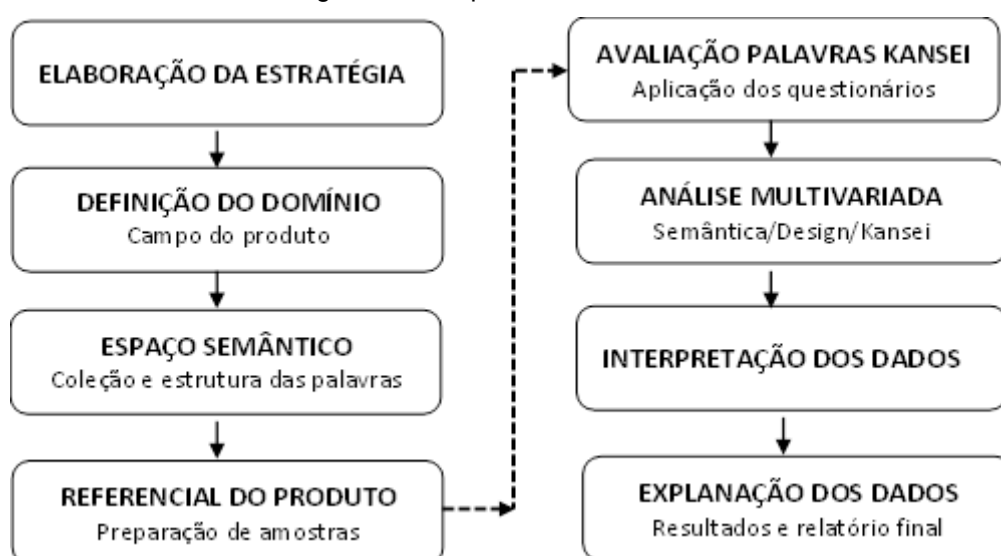 ELABORAÇÃO DA ESTRATÉGIA
DEFINIÇÃO DO DOMÍNIO
Campo do produto
ESPAÇO SEMÂNTICO
Coleção e estrutura das palavras
REFERENCIAL DO PRODUTO
Preparação de amostras
AVALIAÇÃO PALAVRAS KANSEI
Aplicação dos questionários
ANÁLISE MULTIVARIADA
Semântica/Design/Kansei
INTERPRETAÇÃO DOS DADOS
EXPLANAÇÃO DOS DADOS
Resultados e relatório final